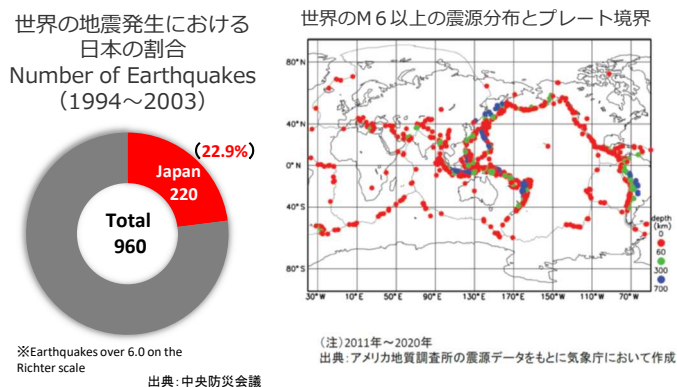 世界の地震発生における
日本の割合
Number of Earthquakes
（1994～2003）
（22.9%）
Japan
220
Total
960
※Earthquakes over 6.0 on the
Richter scale
出典：中央防災会議
世界のM６以上の震源分布とプレート境界
80°N
40°N
0°N
40°S
80°S
30°W 10°E 50°E 90°E 130°E 170°E 150°W 110°W 70°W
depth
(km)
0
60
300
700
（注）2011年～2020年
出典：アメリカ地質調査所の震源データをもとに気象庁において作成